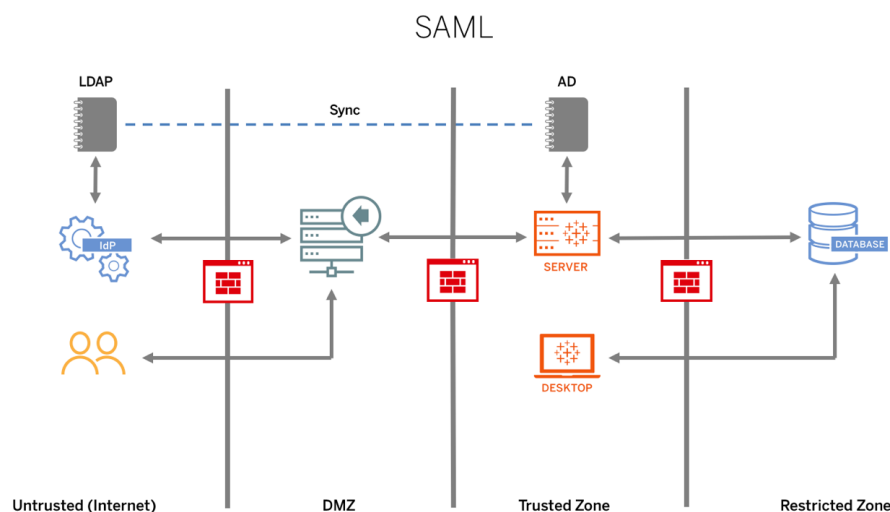 SAML
LDAP
AD
Sync
IdP
SERVER
DATABASE
DESKTOP
Untrusted (Internet)
DMZ
Trusted Zone
Restricted Zone